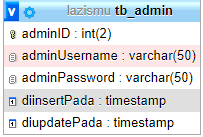 v lazismu tb_admin
adminID : int(2)
adminUsername : varchar(50)
adminPassword : varchar(50)
diinsertPada : timestamp
diupdatePada : timestamp